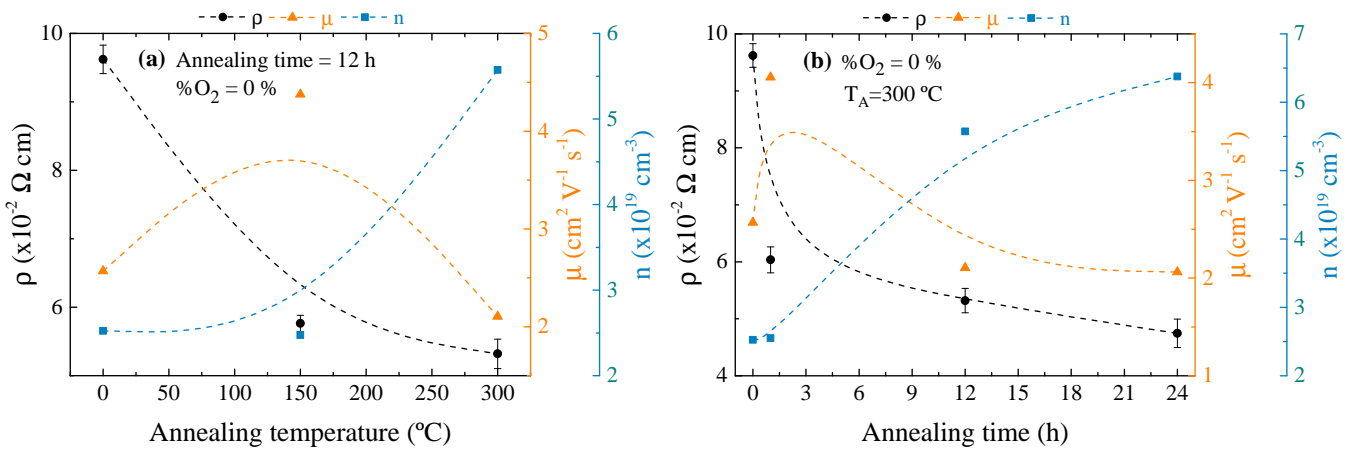 ρ μ n
(a) Annealing time = 12 h
%O2 = 0 %
10
8
6
ρ (x10-2 Ω cm)
0 50 100 150 200 250 300
Annealing temperature (ºC)
5
4
3
2
μ (cm2 V-1 s-1)
6
5
4
3
2
n (x1019 cm-3)
ρ μ n
(b) %O2 = 0 %
TA=300 ºC
10
8
6
4
ρ (x10-2 Ω cm)
0 3 6 9 12 15 18 21 24
Annealing time (h)
4
3
2
1
μ (cm2 V-1 s-1)
7
6
5
4
3
2
n (x1019 cm-3)